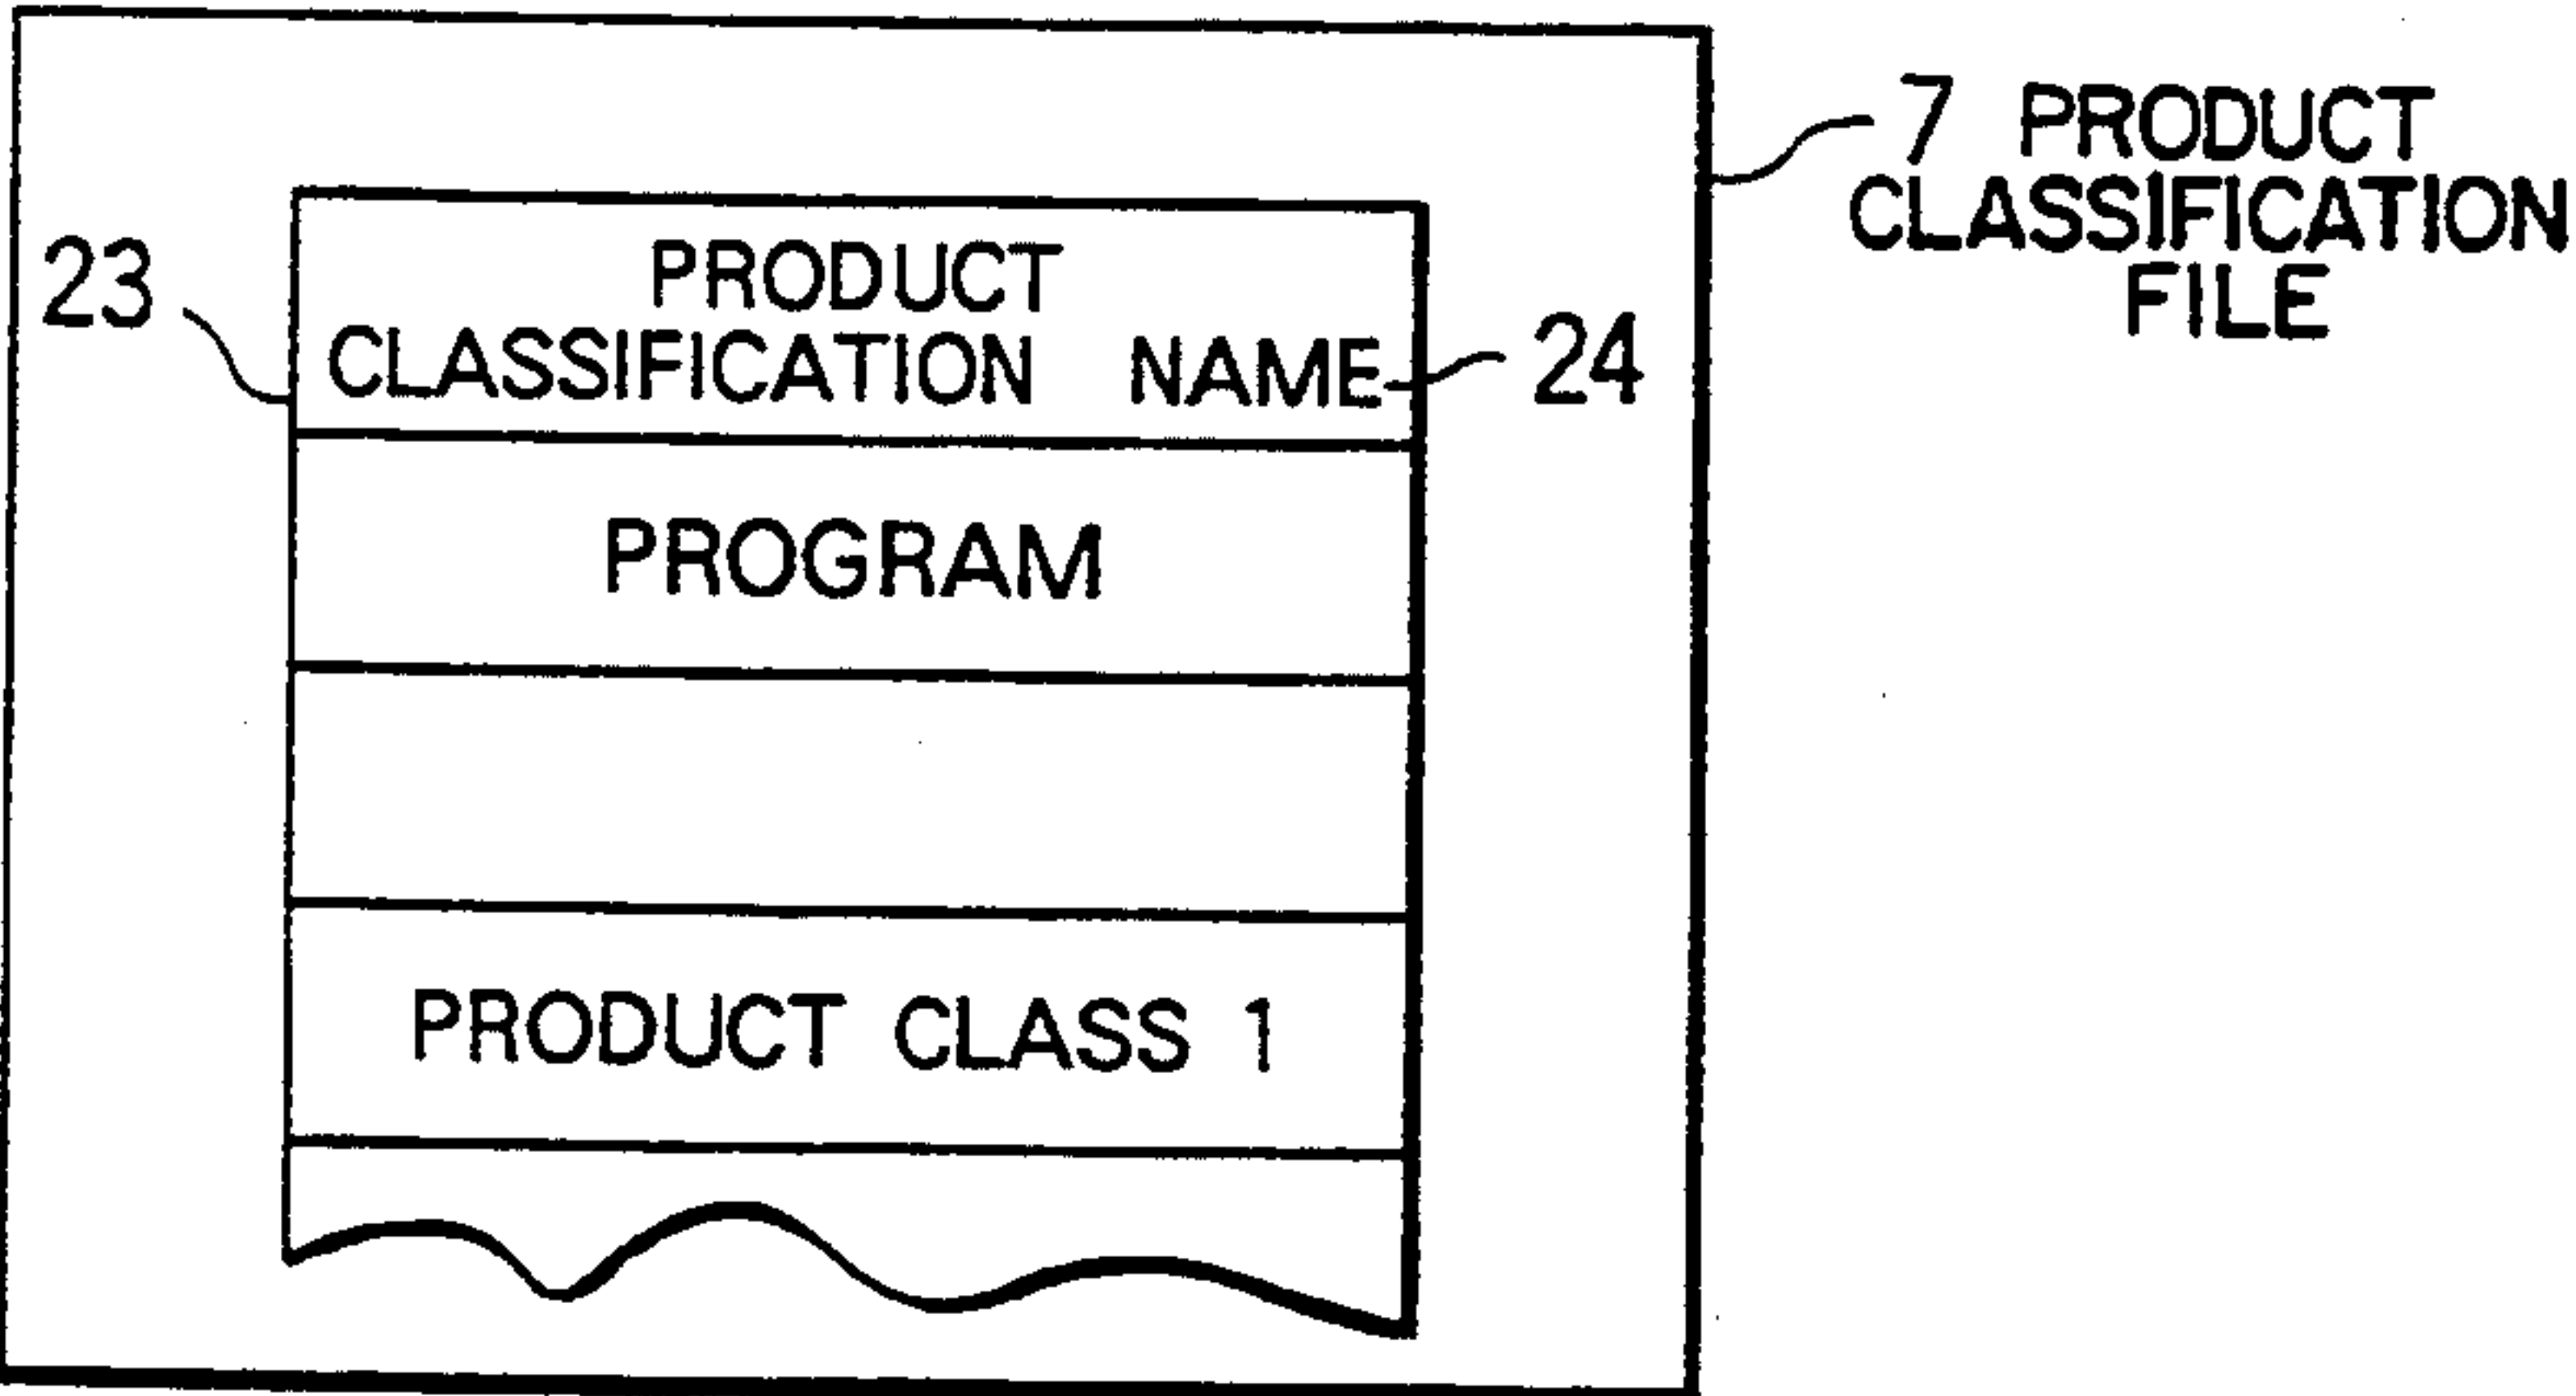 7 PRODUCT
CLASSIFICATION
FILE
23
PRODUCT
CLASSIFICATION NAME
24
PROGRAM
PRODUCT CLASS 1